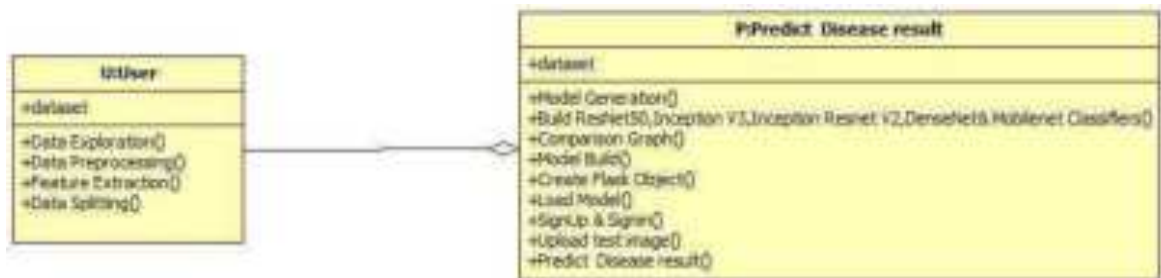 U:User
+dataset
+Data Exploration()
+Data Preprocessing()
+Feature Extraction()
+Data Splitting()
P:Predict Disease result
+dataset
+Model Generation()
+Build ResNet50,Inception V3,Inception Resnet V2,DenseNet& Mobilenet Classifiers()
+Comparison Graph()
+Model Build()
+Create Flask Object()
+Load Model()
+SignUp & Signin()
+Upload test image()
+Predict Disease result()